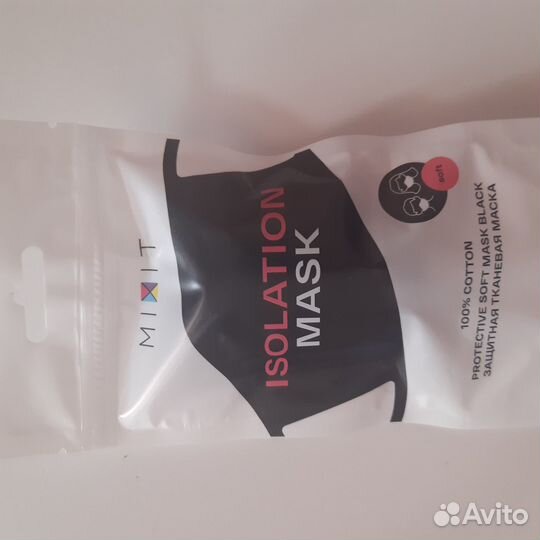 MIXIT
ISOLATION
MASK
soft
100% COTTON
PROTECTIVE SOFT MASK BLACK
ЗАЩИТНАЯ ТКАНЕВАЯ МАСКА
Avito